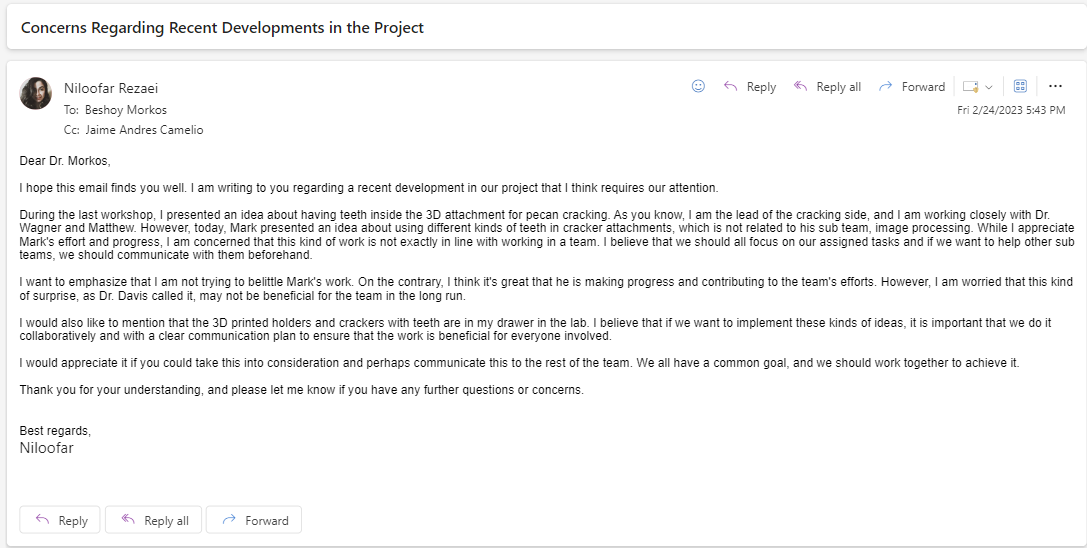 Concerns Regarding Recent Developments in the Project
Niloofar Rezaei
Reply
Reply all
Forward
To: Beshoy Morkos
Fri 2/24/2023 5:43 PM
Cc: Jaime Andres Camelio
Dear Dr. Morkos,
I hope this email finds you well. I am writing to you regarding a recent development in our project that I think requires our attention.
During the last workshop, I presented an idea about having teeth inside the 3D attachment for pecan cracking. As you know, I am the lead of the cracking side, and I am working closely with Dr.
Wagner and Matthew. However, today, Mark presented an idea about using different kinds of teeth in cracker attachments, which is not related to his sub team, image processing. While I appreciate
Mark's effort and progress, I am concerned that this kind of work is not exactly in line with working in a team. I believe that we should all focus on our assigned tasks and if we want to help other sub
teams, we should communicate with them beforehand.
I want to emphasize that I am not trying to belittle Mark's work. On the contrary, I think it's great that he is making progress and contributing to the team's efforts. However, I am worried that this kind
of surprise, as Dr. Davis called it, may not be beneficial for the team in the long run.
I would also like to mention that the 3D printed holders and crackers with teeth are in my drawer in the lab. I believe that if we want to implement these kinds of ideas, it is important that we do it
collaboratively and with a clear communication plan to ensure that the work is beneficial for everyone involved.
I would appreciate it if you could take this into consideration and perhaps communicate this to the rest of the team. We all have a common goal, and we should work together to achieve it.
Thank you for your understanding, and please let me know if you have any further questions or concerns.
Best regards,
Niloofar
Reply
Reply all
Forward